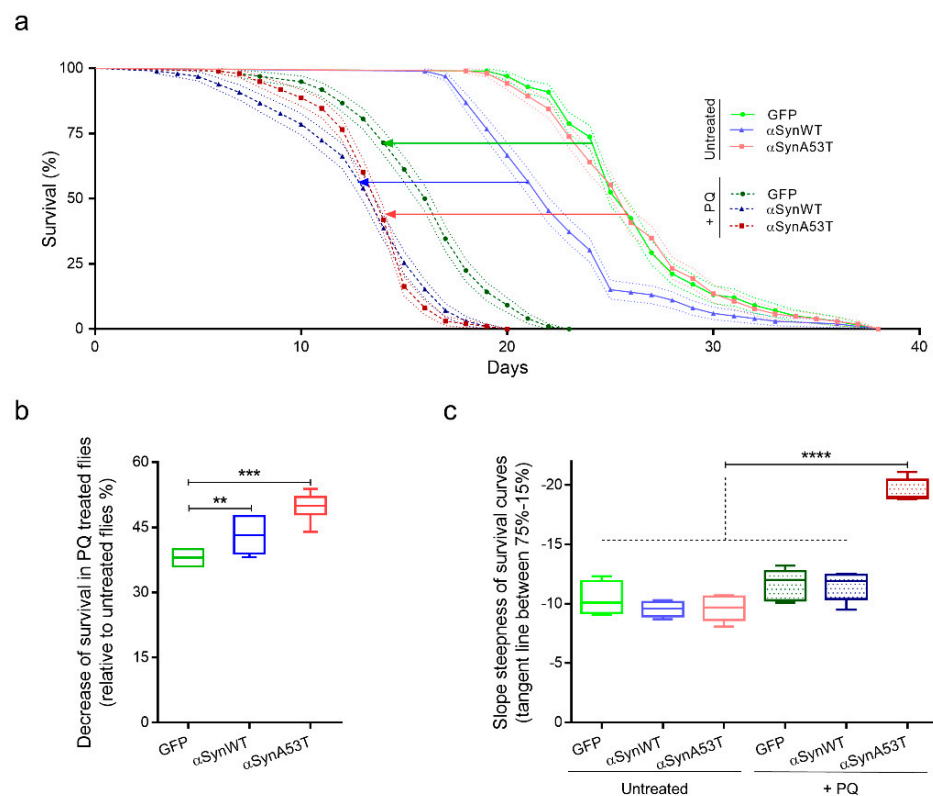 a
100
75
50
25
0
Survival (%)
0
10
20
30
40
Days
Untreated
GFP
αSynWT
αSynA53T
+ PQ
GFP
αSynWT
αSynA53T
b
Decrease of survival in PQ treated flies
(relative to untreated flies %)
60
45
30
15
0
***
**
GFP
αSynWT
αSynA53T
c
Slope steepness of survival curves
(tangent line between 75%-15%)
-20
-15
-10
-5
0
****
GFP
αSynWT
αSynA53T
GFP
αSynWT
αSynA53T
Untreated
+ PQ